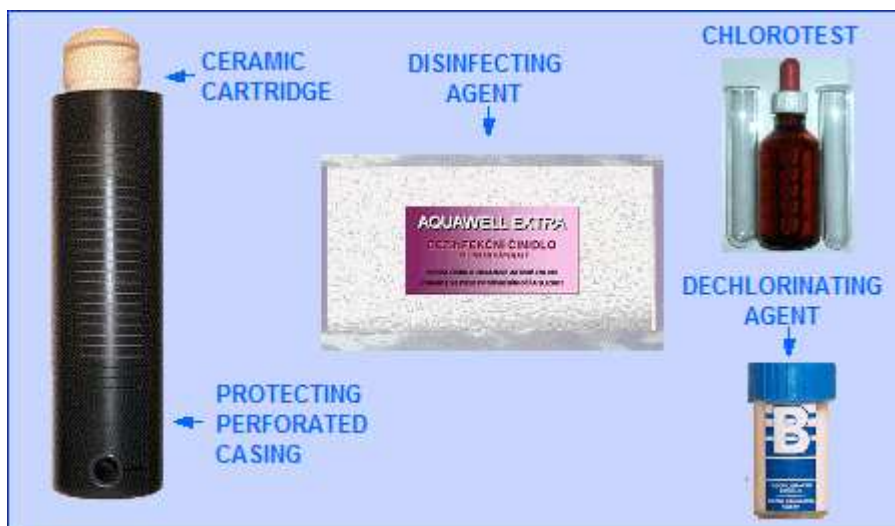 CERAMIC
CARTRIDGE
DISINFECTING
AGENT
CHLOROTEST
AQUAWELL EXTRA
DEZINFEKČNÍ ČINIDLO
DECHLORINATING
AGENT
PROTECTING
PERFORATED
CASING
B